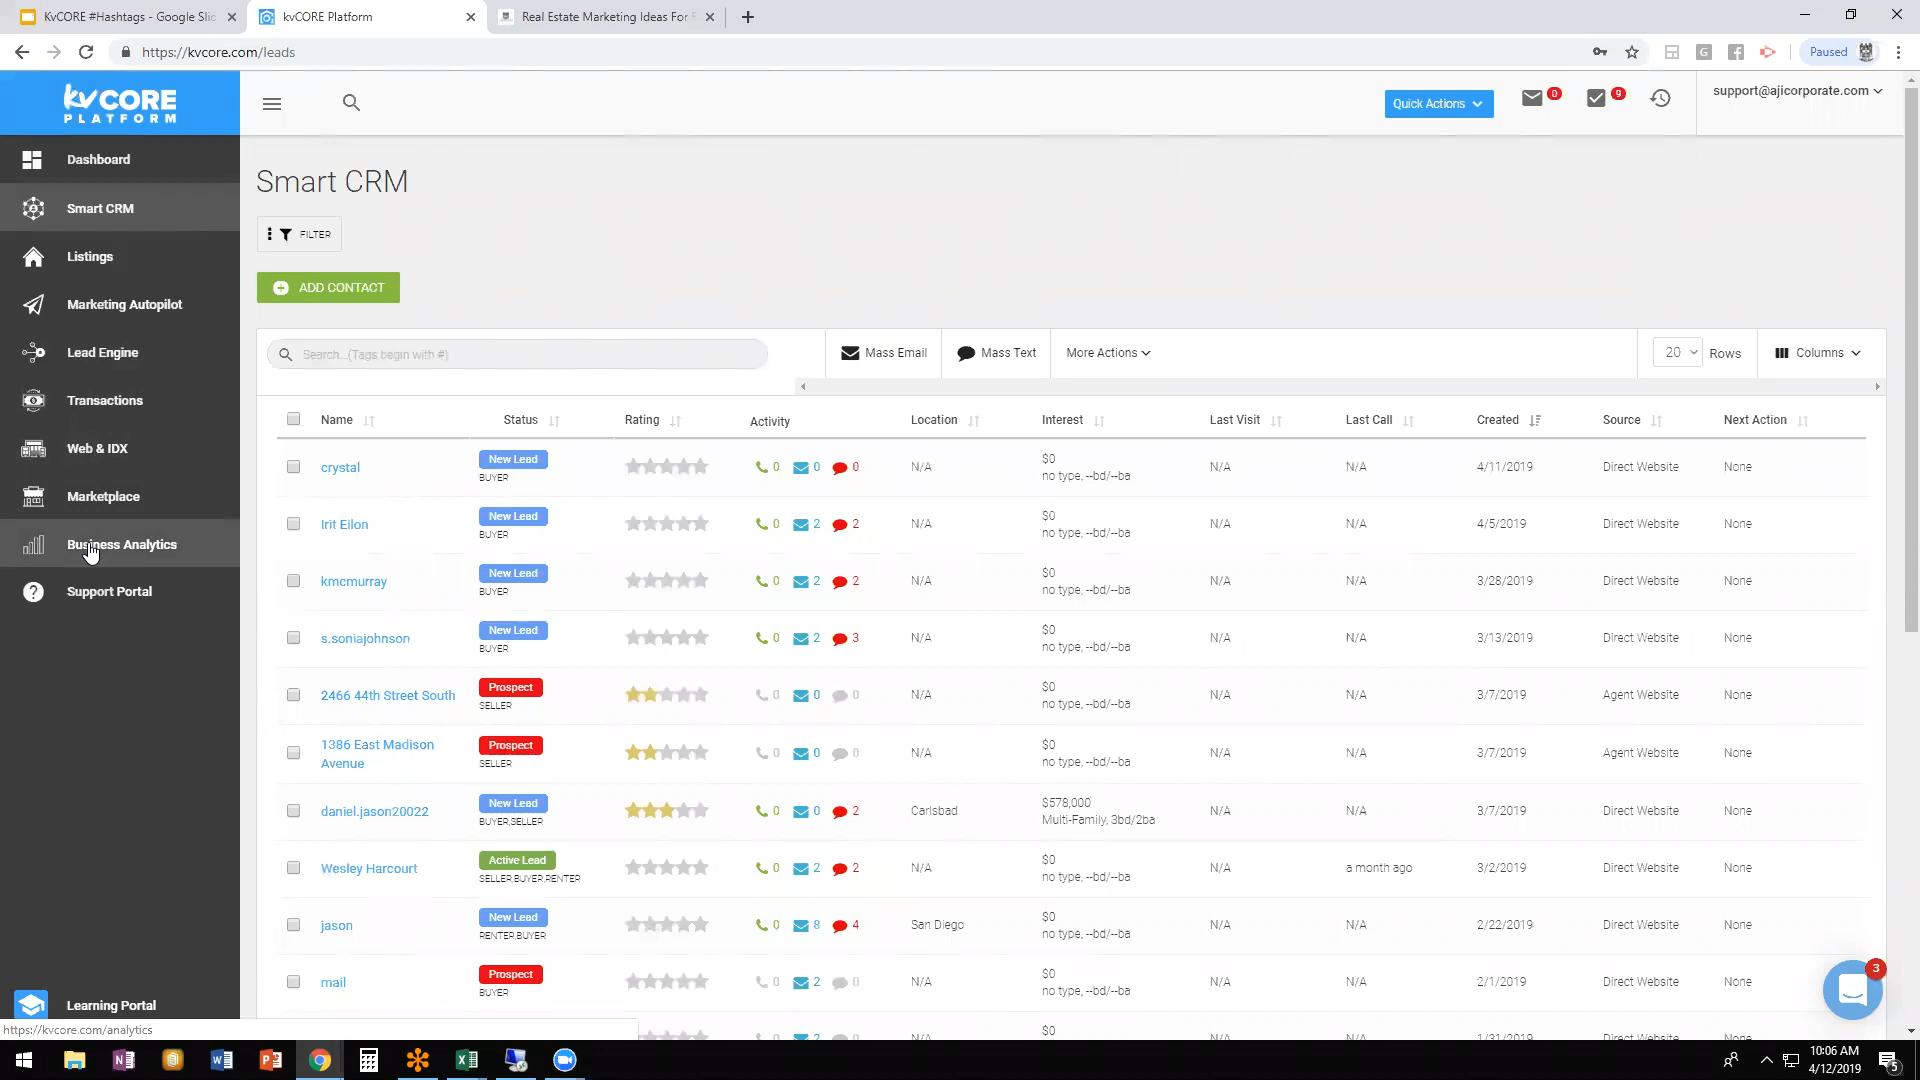 KvCORE #Hashtags - Google Slic
kvCORE Platform
Real Estate Marketing Ideas For
https://kvcore.com/leads
Paused
kvCORE
PLATFORM
Quick Actions
0
9
support@ajicorporate.com
Dashboard
Smart CRM
Listings
Marketing Autopilot
Lead Engine
Transactions
Web & IDX
Marketplace
Business Analytics
Support Portal
Learning Portal
https://kvcore.com/analytics
Smart CRM
FILTER
ADD CONTACT
Search...(Tags begin with #)
Mass Email
Mass Text
More Actions
20 Rows
Columns
Name Status Rating Activity Location Interest Last Visit Last Call Created Source Next Action
crystal New Lead 0 0 0 N/A $0 N/A N/A 4/11/2019 Direct Website None
BUYER no type, --bd/--ba
Irit Eilon New Lead 0 2 2 N/A $0 N/A N/A 4/5/2019 Direct Website None
BUYER no type, --bd/--ba
kmcmurray New Lead 0 2 2 N/A $0 N/A N/A 3/28/2019 Direct Website None
BUYER no type, --bd/--ba
s.soniajohnson New Lead 0 2 3 N/A $0 N/A N/A 3/13/2019 Direct Website None
BUYER no type, --bd/--ba
2466 44th Street South Prospect 0 0 0 N/A $0 N/A N/A 3/7/2019 Agent Website None
SELLER no type, --bd/--ba
1386 East Madison Prospect 0 0 0 N/A $0 N/A N/A 3/7/2019 Agent Website None
Avenue SELLER no type, --bd/--ba
daniel.jason20022 New Lead 0 0 2 Carlsbad $578,000 N/A N/A 3/7/2019 Direct Website None
BUYER,SELLER Multi-Family, 3bd/2ba
Wesley Harcourt Active Lead 0 2 2 N/A $0 N/A a month ago 3/2/2019 Direct Website None
SELLER,BUYER,RENTER no type, --bd/--ba
jason New Lead 0 8 4 San Diego $0 N/A N/A 2/22/2019 Direct Website None
RENTER,BUYER no type, --bd/--ba
mail Prospect 0 2 0 N/A $0 N/A N/A 2/1/2019 Direct Website None
BUYER no type, --bd/--ba
$0
N/A N/A N/A 1/31/2019 Direct Website None
3
10:06 AM
4/12/2019
5